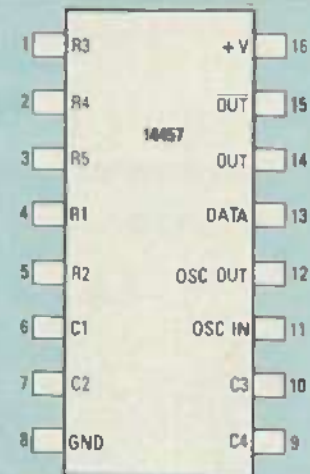 1 R3 +V 16
2 R4 O̅U̅T̅ 15
14457
3 R5 OUT 14
4 R1 DATA 13
5 R2 OSC OUT 12
6 C1 OSC IN 11
7 C2 C3 10
8 GND C4 9